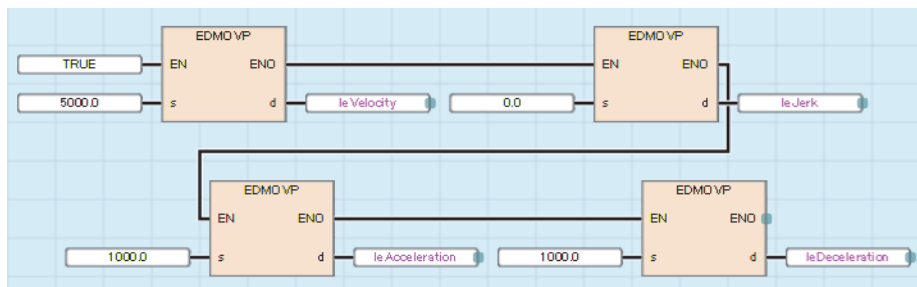 EDMOVP
EDMOVP
TRUE EN ENO EN ENO
5000.0 s d leVelocity 0.0 s d leJerk
EDMOVP
EDMOVP
EN ENO EN ENO
1000.0 s d leAcceleration 1000.0 s d leDeceleration